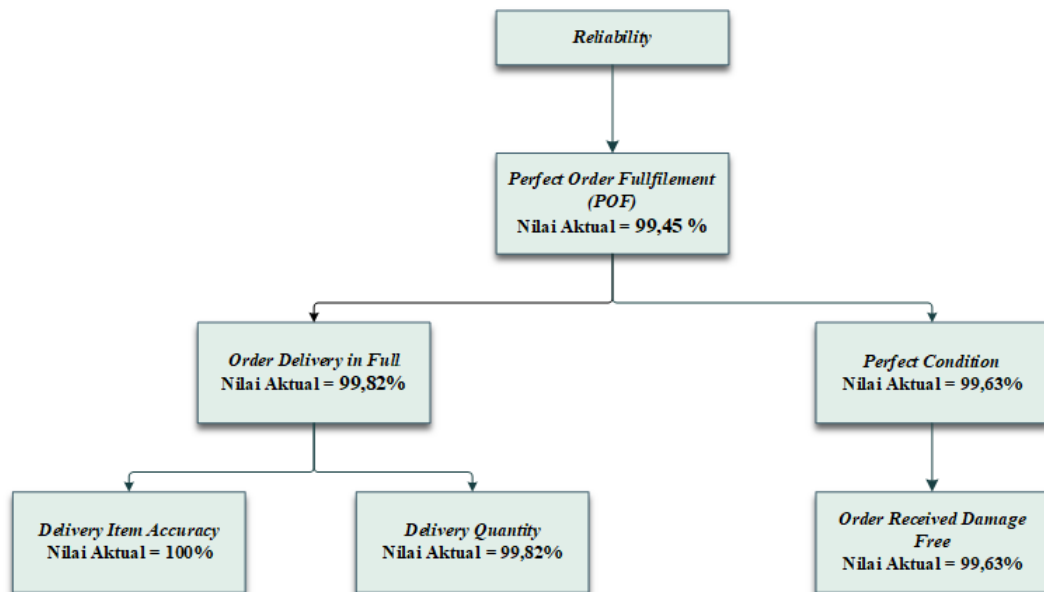 Reliability
Perfect Order Fullfilement
(POF)
Nilai Aktual = 99,45 %
Order Delivery in Full
Nilai Aktual = 99,82%
Perfect Condition
Nilai Aktual = 99,63%
Delivery Item Accuracy
Nilai Aktual = 100%
Delivery Quantity
Nilai Aktual = 99,82%
Order Received Damage
Free
Nilai Aktual = 99,63%